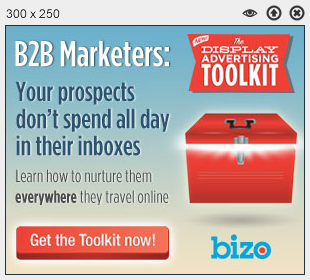 300 x 250
B2B Marketers:
NEW!
The
DISPLAY
ADVERTISING
TOOLKIT
Your prospects
don't spend all day
in their inboxes
Learn how to nurture them
everywhere they travel online
Get the Toolkit now!
bizo